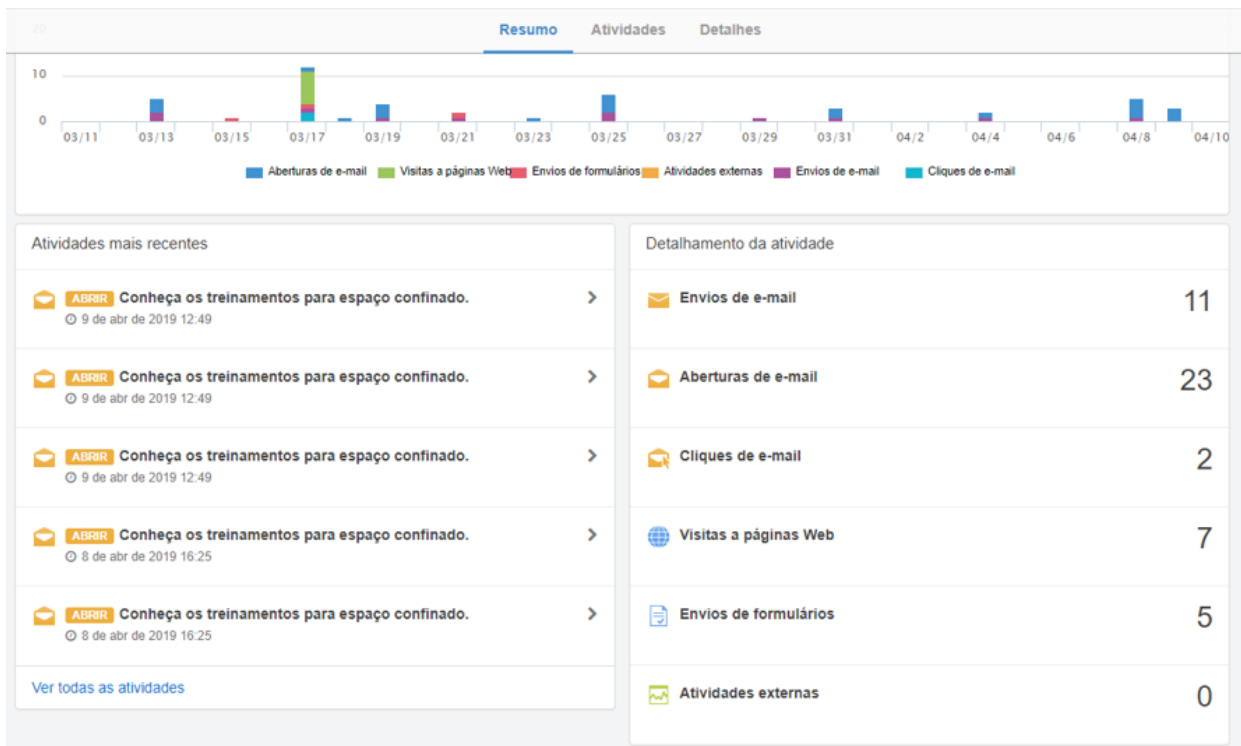 20
Resumo Atividades Detalhes
10
0
03/11 03/13 03/15 03/17 03/19 03/21 03/23 03/25 03/27 03/29 03/31 04/2 04/4 04/6 04/8 04/10
Aberturas de e-mail Visitas a páginas Web Envios de formulários Atividades externas Envios de e-mail Cliques de e-mail
Atividades mais recentes
ABRIR Conheça os treinamentos para espaço confinado.
9 de abr de 2019 12:49
ABRIR Conheça os treinamentos para espaço confinado.
9 de abr de 2019 12:49
ABRIR Conheça os treinamentos para espaço confinado.
9 de abr de 2019 12:49
ABRIR Conheça os treinamentos para espaço confinado.
8 de abr de 2019 16:25
ABRIR Conheça os treinamentos para espaço confinado.
8 de abr de 2019 16:25
Ver todas as atividades
Detalhamento da atividade
Envios de e-mail 11
Aberturas de e-mail 23
Cliques de e-mail 2
Visitas a páginas Web 7
Envios de formulários 5
Atividades externas 0